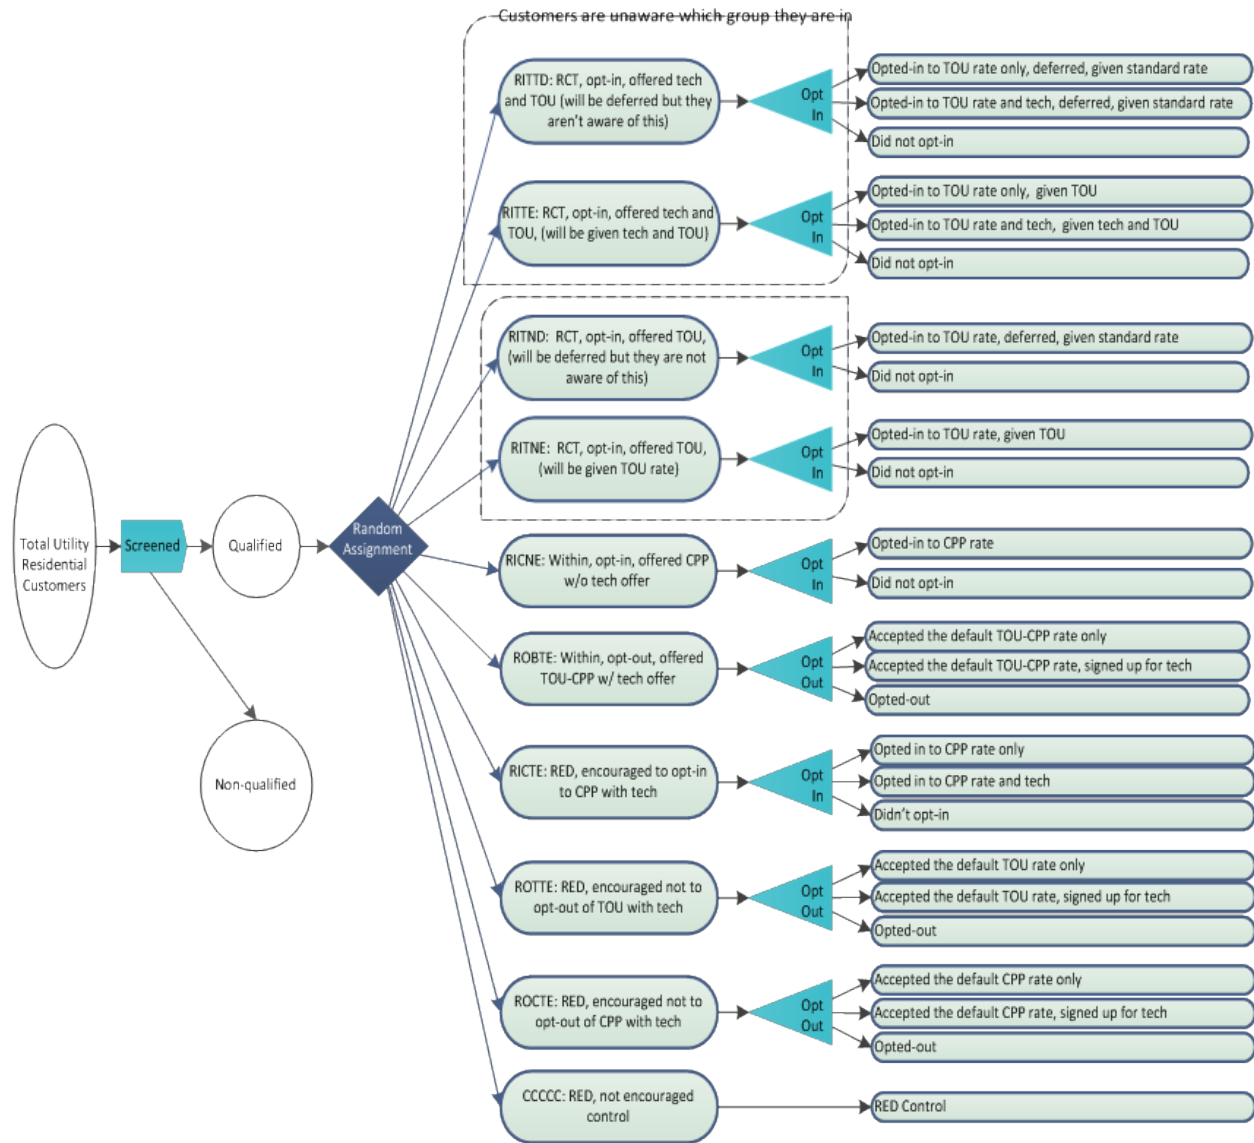 Customers are unaware which group they are in
RITTD: RCT, opt-in, offered tech
and TOU (will be deferred but they
aren't aware of this)
Opt
In
Opted-in to TOU rate only, deferred, given standard rate
Opted-in to TOU rate and tech, deferred, given standard rate
Did not opt-in
RITTE: RCT, opt-in, offered tech and
TOU, (will be given tech and TOU)
Opt
In
Opted-in to TOU rate only, given TOU
Opted-in to TOU rate and tech, given tech and TOU
Did not opt-in
RITND: RCT, opt-in, offered TOU,
(will be deferred but they are not
aware of this)
Opt
In
Opted-in to TOU rate, deferred, given standard rate
Did not opt-in
RITNE: RCT, opt-in, offered TOU,
(will be given TOU rate)
Opt
In
Opted-in to TOU rate, given TOU
Did not opt-in
Total Utility
Residential
Customers
Screened
Qualified
Non-qualified
Random
Assignment
RICNE: Within, opt-in, offered CPP
w/o tech offer
Opt
In
Opted-in to CPP rate
Did not opt-in
ROBTE: Within, opt-out, offered
TOU-CPP w/ tech offer
Opt
Out
Accepted the default TOU-CPP rate only
Accepted the default TOU-CPP rate, signed up for tech
Opted-out
RICTE: RED, encouraged to opt-in
to CPP with tech
Opt
In
Opted in to CPP rate only
Opted in to CPP rate and tech
Didn't opt-in
ROTTE: RED, encouraged not to
opt-out of TOU with tech
Opt
Out
Accepted the default TOU rate only
Accepted the default TOU rate, signed up for tech
Opted-out
ROCTE: RED, encouraged not to
opt-out of CPP with tech
Opt
Out
Accepted the default CPP rate only
Accepted the default CPP rate, signed up for tech
Opted-out
CCCCC: RED, not encouraged
control
RED Control